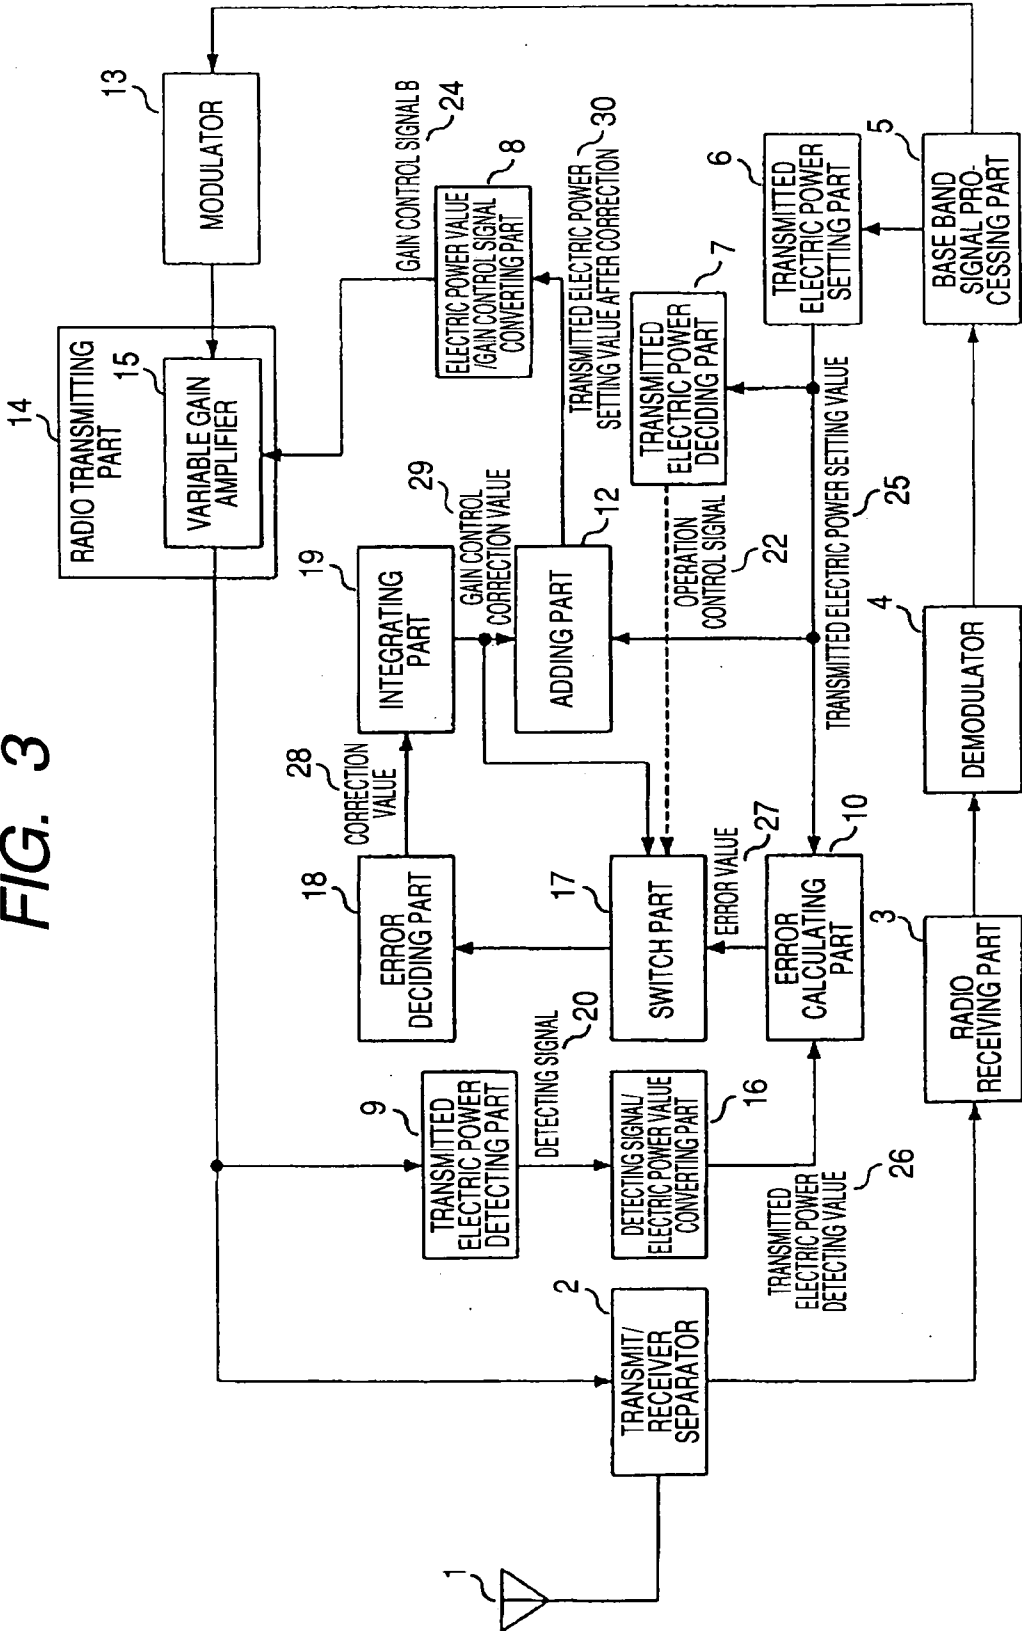 FIG. 3
14
RADIO TRANSMITTING
PART
15
VARIABLE GAIN
AMPLIFIER
13
MODULATOR
GAIN CONTROL SIGNAL B
24
19
INTEGRATING
PART
29
GAIN CONTROL
CORRECTION VALUE
28
CORRECTION
VALUE
18
ERROR
DECIDING PART
8
ELECTRIC POWER VALUE
/GAIN CONTROL SIGNAL
CONVERTING PART
9
TRANSMITTED
ELECTRIC POWER
DETECTING PART
DETECTING SIGNAL
20
12
ADDING PART
TRANSMITTED ELECTRIC POWER
SETTING VALUE AFTER CORRECTION
30
17
SWITCH PART
2
TRANSMIT/
RECEIVER
SEPARATOR
1
DETECTING SIGNAL/
ELECTRIC POWER VALUE
CONVERTING PART
16
7
TRANSMITTED
ELECTRIC POWER
DECIDING PART
OPERATION
CONTROL SIGNAL
22
ERROR VALUE
27
10
ERROR
CALCULATING
PART
6
TRANSMITTED
ELECTRIC POWER
SETTING PART
TRANSMITTED
ELECTRIC POWER
DETECTING VALUE
26
TRANSMITTED ELECTRIC POWER SETTING VALUE
25
3
RADIO
RECEIVING PART
4
DEMODULATOR
5
BASE BAND
SIGNAL PRO-
CESSING PART